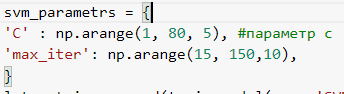 svm_parametrs = {
'C' : np.arange(1, 80, 5), #параметр с
'max_iter': np.arange(15, 150,10),
}